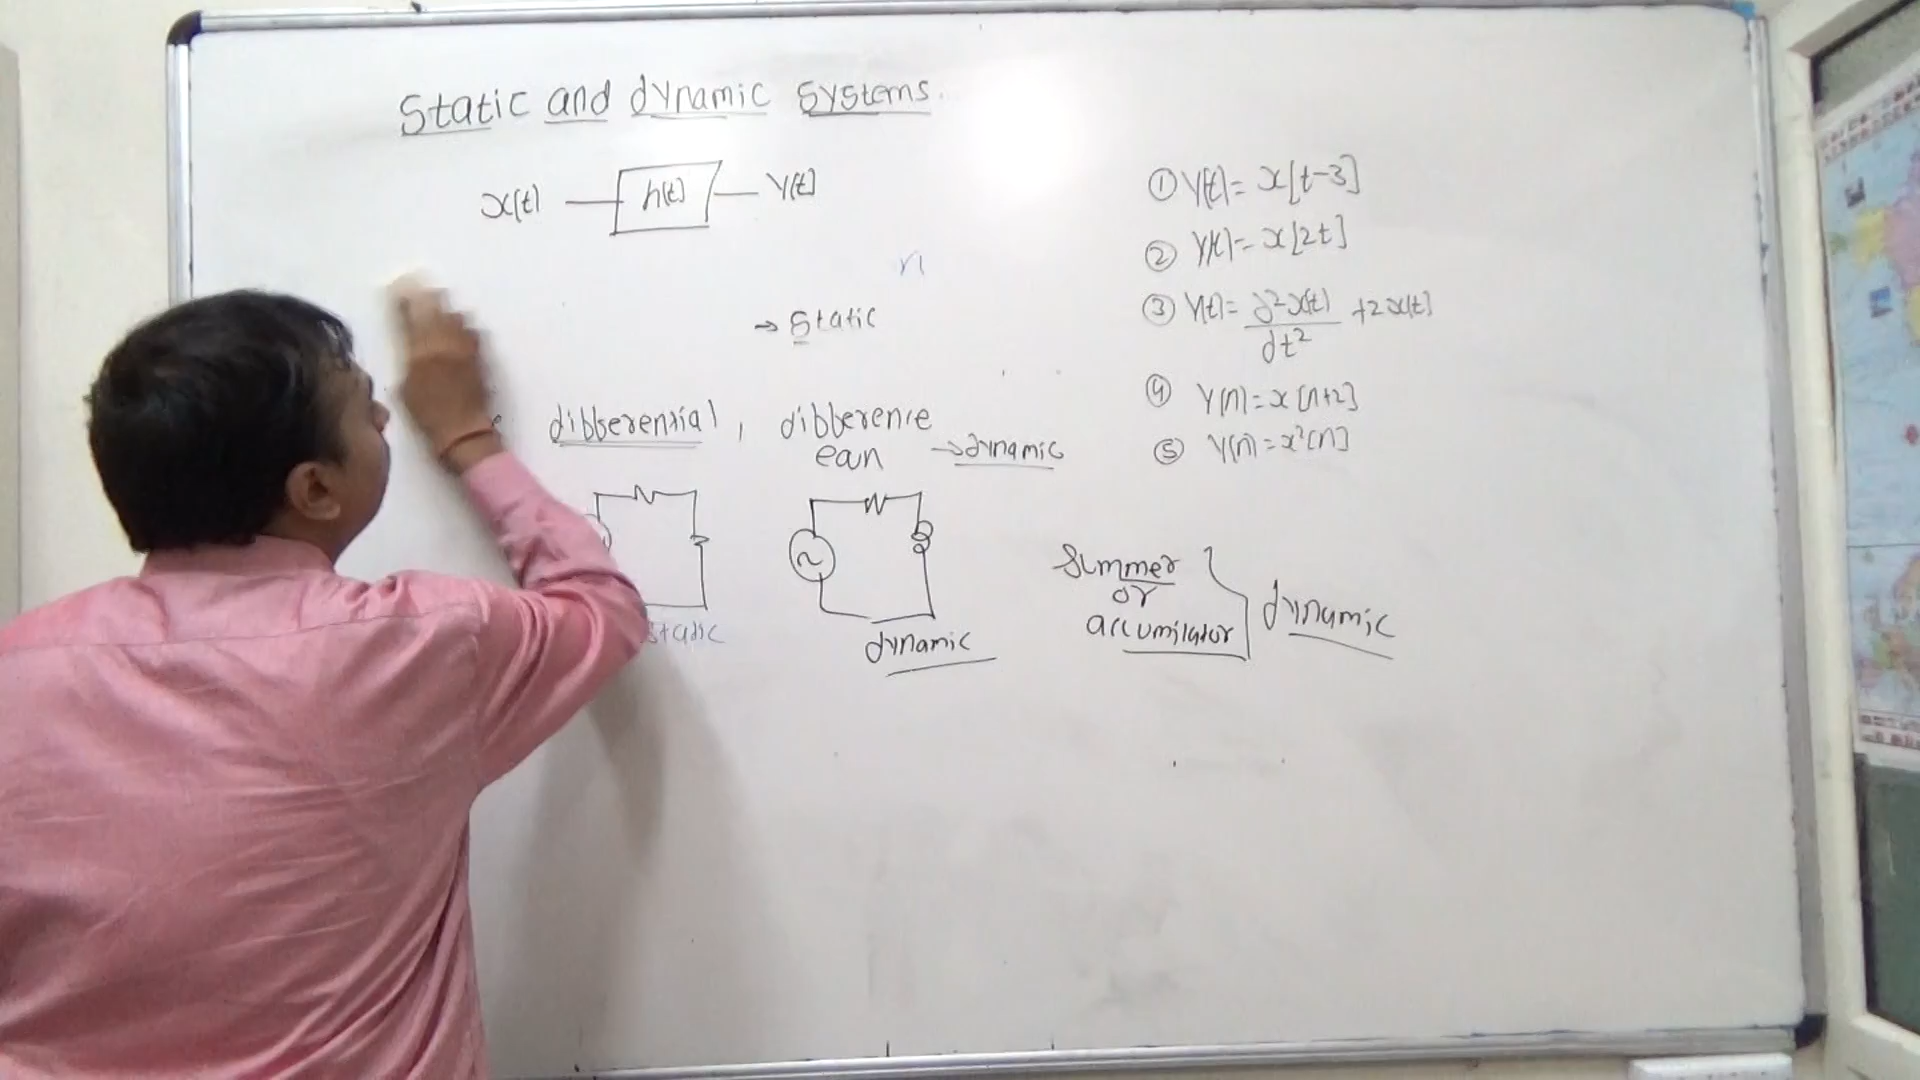 Static and dynamic systems.
x(t) h(t) y(t)
n
→ static
differential, difference
equn → dynamic
static
dynamic
summer
or
accumilator } dynamic
① y(t) = x[t-3]
② y(t) = x[2t]
③ y(t) = d²x(t)/dt² + 2x(t)
④ y(n) = x[n+2]
⑤ y(n) = x²[n]